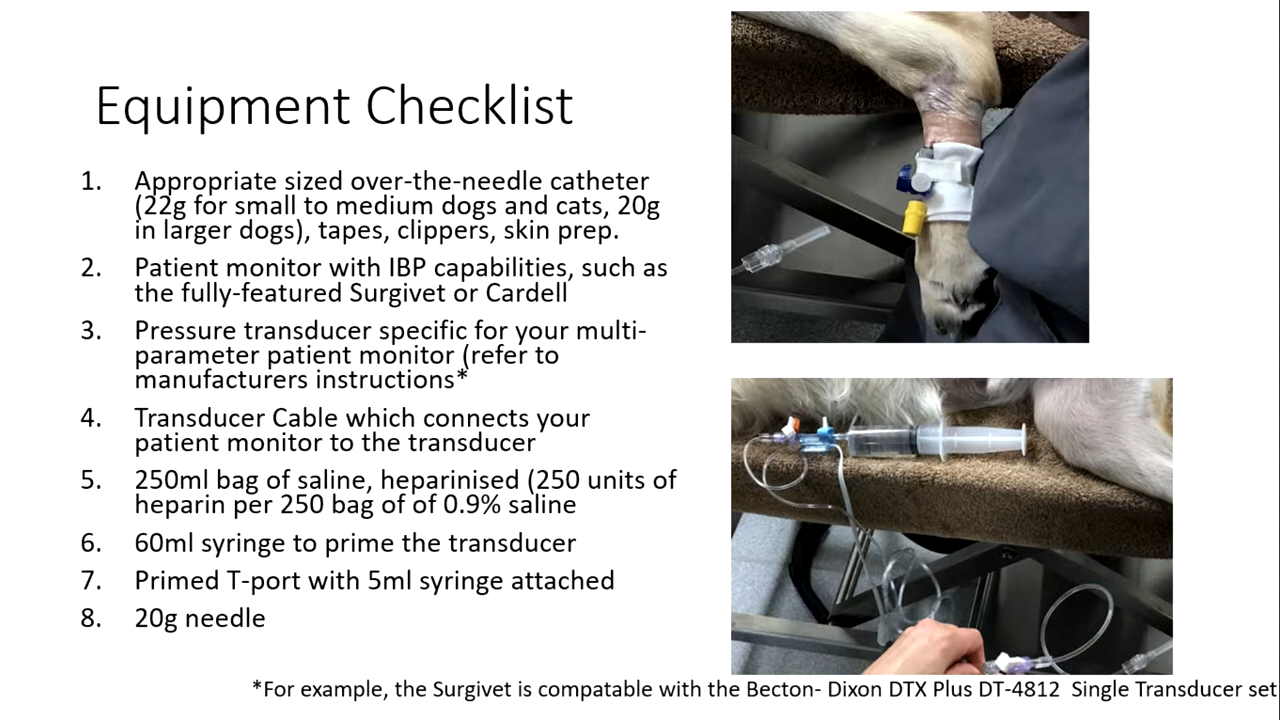 Equipment Checklist
1. Appropriate sized over-the-needle catheter
(22g for small to medium dogs and cats, 20g
in larger dogs), tapes, clippers, skin prep.
2. Patient monitor with IBP capabilities, such as
the fully-featured Surgivet or Cardell
3. Pressure transducer specific for your multi-
parameter patient monitor (refer to
manufacturers instructions*
4. Transducer Cable which connects your
patient monitor to the transducer
5. 250ml bag of saline, heparinised (250 units of
heparin per 250 bag of of 0.9% saline
6. 60ml syringe to prime the transducer
7. Primed T-port with 5ml syringe attached
8. 20g needle
*For example, the Surgivet is compatable with the Becton- Dixon DTX Plus DT-4812 Single Transducer set